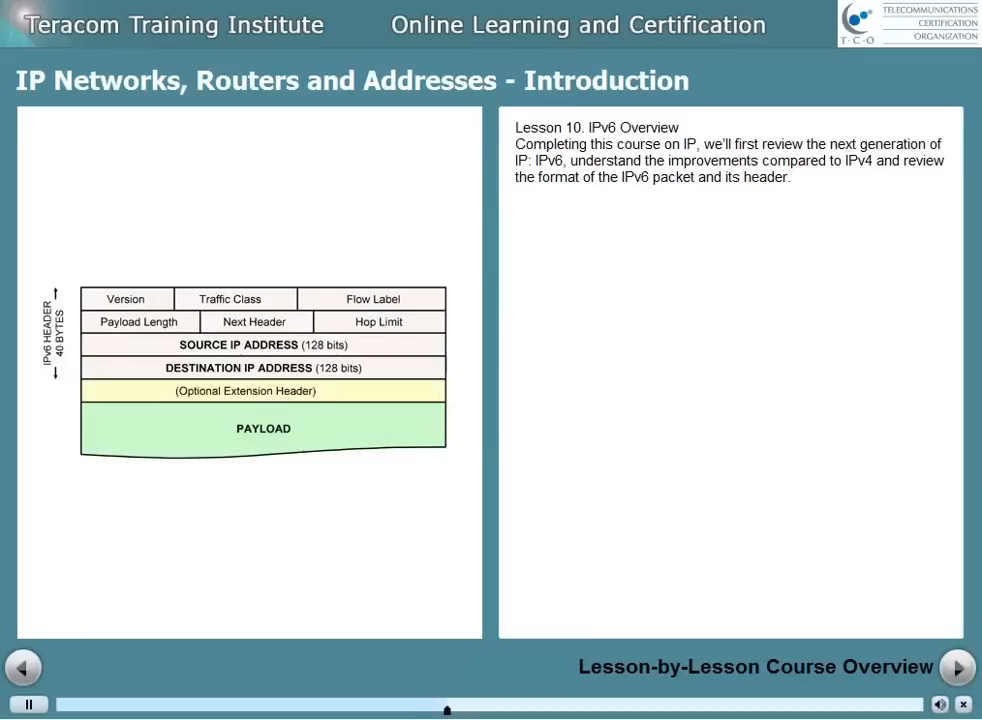 Teracom Training Institute
Online Learning and Certification
TELECOMMUNICATIONS
CERTIFICATION
ORGANIZATION
T·C·O
IP Networks, Routers and Addresses - Introduction
IPv6 HEADER
40 BYTES
Version
Traffic Class
Flow Label
Payload Length
Next Header
Hop Limit
SOURCE IP ADDRESS (128 bits)
DESTINATION IP ADDRESS (128 bits)
(Optional Extension Header)
PAYLOAD
Lesson 10. IPv6 Overview
Completing this course on IP, we'll first review the next generation of
IP: IPv6, understand the improvements compared to IPv4 and review
the format of the IPv6 packet and its header.
Lesson-by-Lesson Course Overview